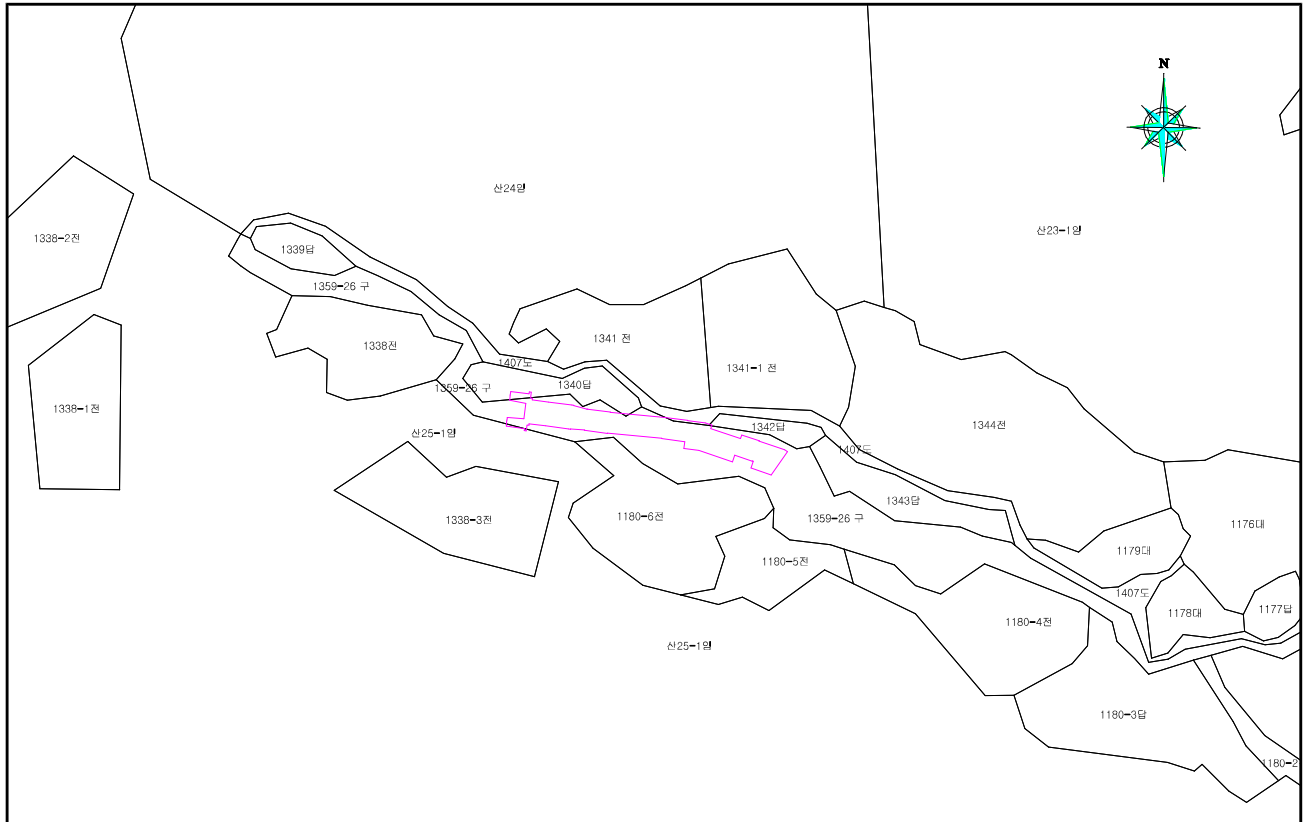 N
산24임
산23-1임
1338-2전
1339답
1359-26 구
1341 전
1338전
1407도
1341-1 전
1359-26 구
1340답
1338-1전
1342답
1344전
산25-1임
1407도
1338-3전
1343답
1180-6전
1359-26 구
1176대
1179대
1180-5전
1407도
1178대
1177답
1180-4전
산25-1임
1180-3답
1180-2